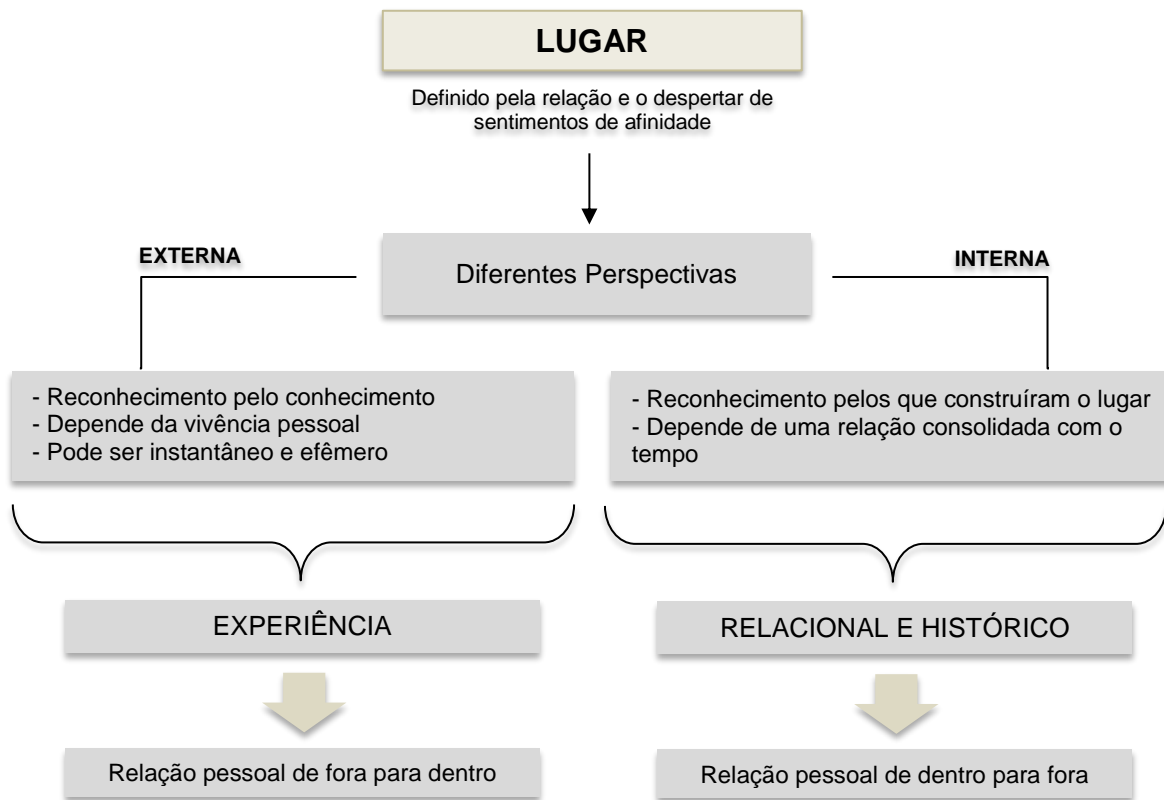 LUGAR
Definido pela relação e o despertar de
sentimentos de afinidade
EXTERNA
Diferentes Perspectivas
INTERNA
- Reconhecimento pelo conhecimento
- Depende da vivência pessoal
- Pode ser instantâneo e efêmero
- Reconhecimento pelos que construíram o lugar
- Depende de uma relação consolidada com o
tempo
EXPERIÊNCIA
RELACIONAL E HISTÓRICO
Relação pessoal de fora para dentro
Relação pessoal de dentro para fora